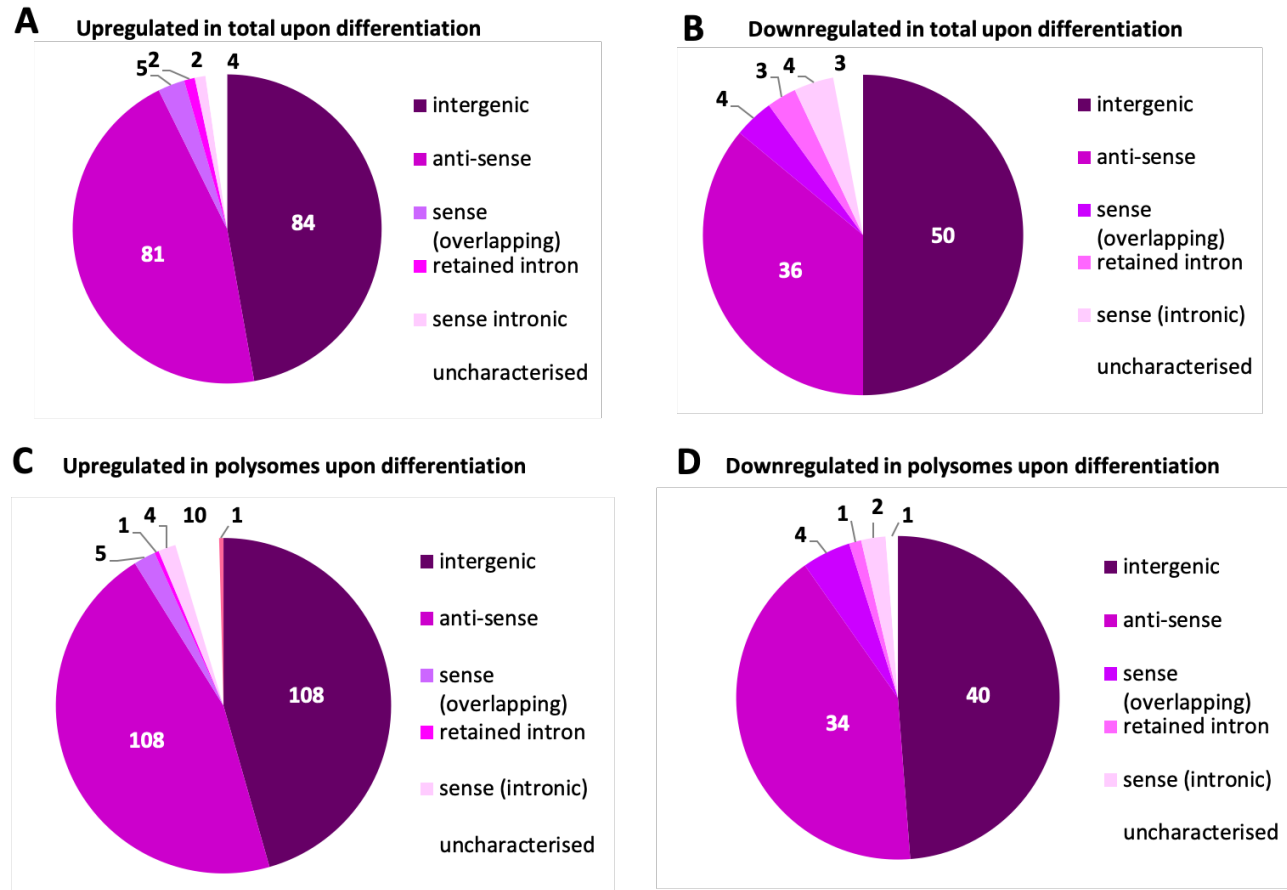 A
Upregulated in total upon differentiation
5
2
2
4
84
81
intergenic
anti-sense
sense
(overlapping)
retained intron
sense intronic
uncharacterised
B
Downregulated in total upon differentiation
4
3
4
3
50
36
intergenic
anti-sense
sense
(overlapping)
retained intron
sense (intronic)
uncharacterised
C
Upregulated in polysomes upon differentiation
5
1
4
10
1
108
108
intergenic
anti-sense
sense
(overlapping)
retained intron
sense (intronic)
uncharacterised
D
Downregulated in polysomes upon differentiation
4
1
2
1
40
34
intergenic
anti-sense
sense
(overlapping)
retained intron
sense (intronic)
uncharacterised